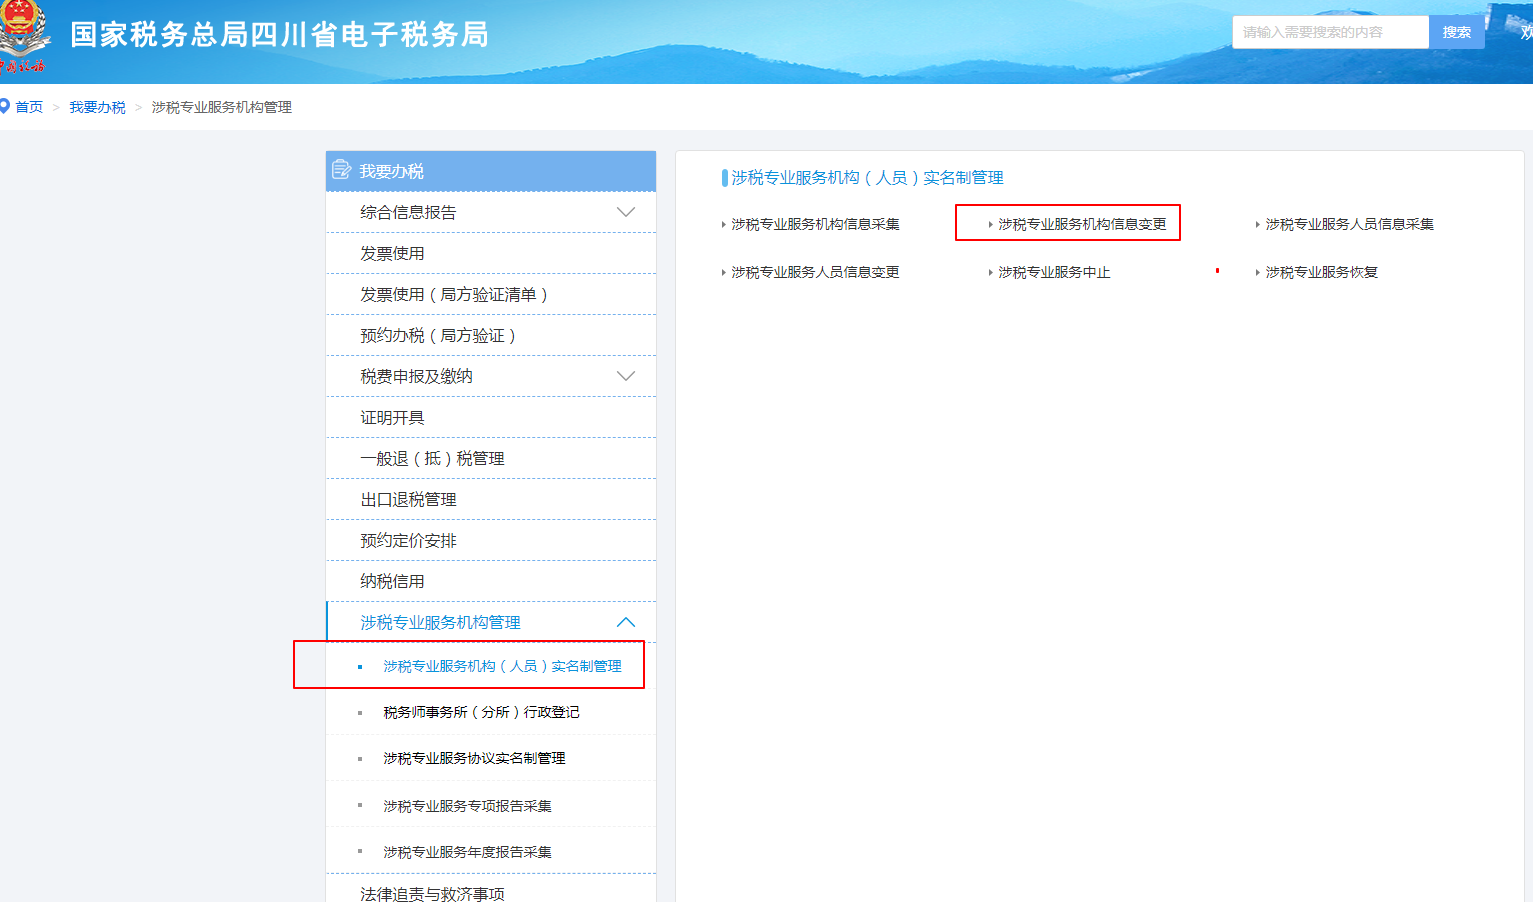 国家税务总局四川省电子税务局
请输入需要搜索的内容
搜索
首页 > 我要办税 > 涉税专业服务机构管理
我要办税
综合信息报告
发票使用
发票使用（局方验证清单）
预约办税（局方验证）
税费申报及缴纳
证明开具
一般退（抵）税管理
出口退税管理
预约定价安排
纳税信用
涉税专业服务机构管理
涉税专业服务机构（人员）实名制管理
税务师事务所（分所）行政登记
涉税专业服务协议实名制管理
涉税专业服务专项报告采集
涉税专业服务年度报告采集
法律追责与救济事项
涉税专业服务机构（人员）实名制管理
涉税专业服务机构信息采集
涉税专业服务机构信息变更
涉税专业服务人员信息采集
涉税专业服务人员信息变更
涉税专业服务中止
涉税专业服务恢复